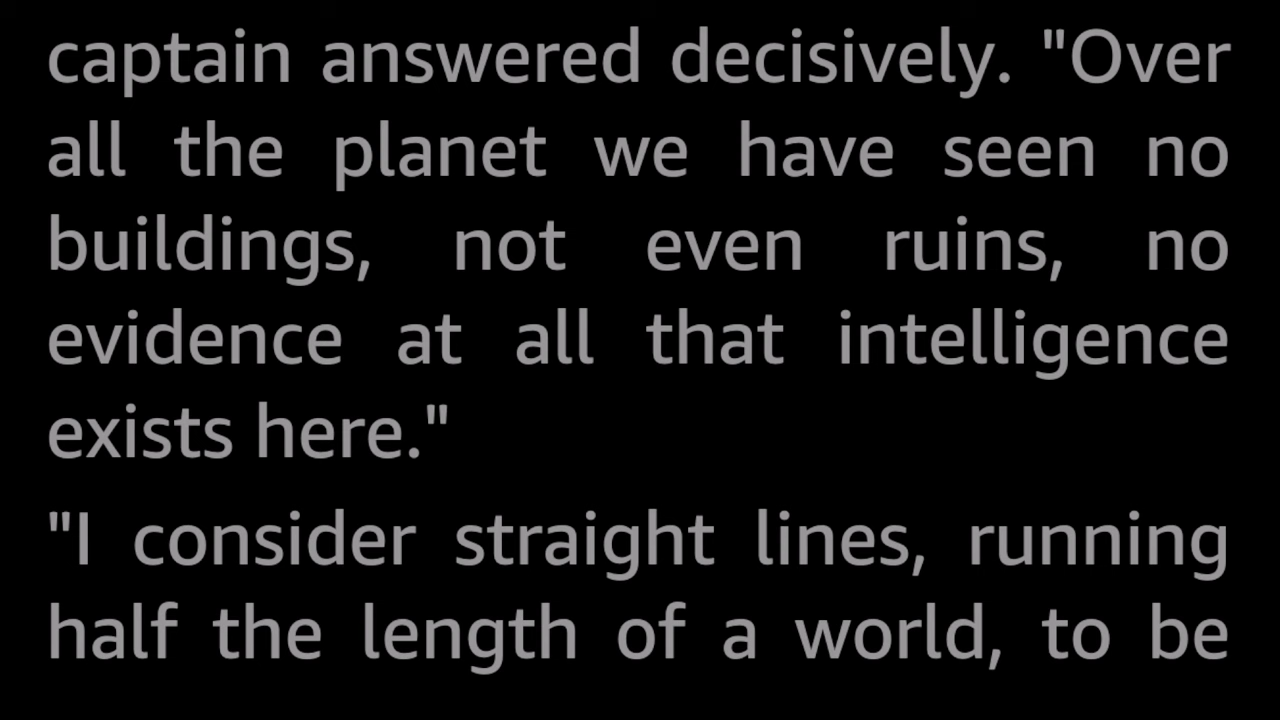 captain answered decisively. "Over
all the planet we have seen no
buildings, not even ruins, no
evidence at all that intelligence
exists here."
"I consider straight lines, running
half the length of a world, to be